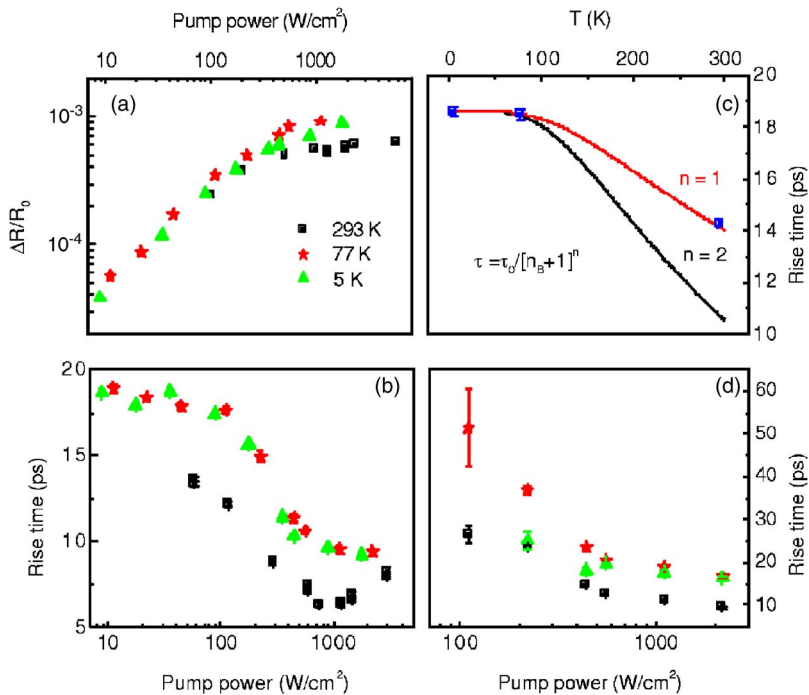 Pump power (W/cm²)
10 100 1000
T (K)
0 100 200 300
(a)
10⁻³
10⁻⁴
ΔR/R₀
293 K
77 K
5 K
(c)
n = 1
n = 2
τ =τ₀/[n_B+1]ⁿ
20
18
16
14
12
10
Rise time (ps)
(b)
20
15
10
5
Rise time (ps)
10 100 1000
Pump power (W/cm²)
(d)
60
50
40
30
20
10
Rise time (ps)
100 1000
Pump power (W/cm²)